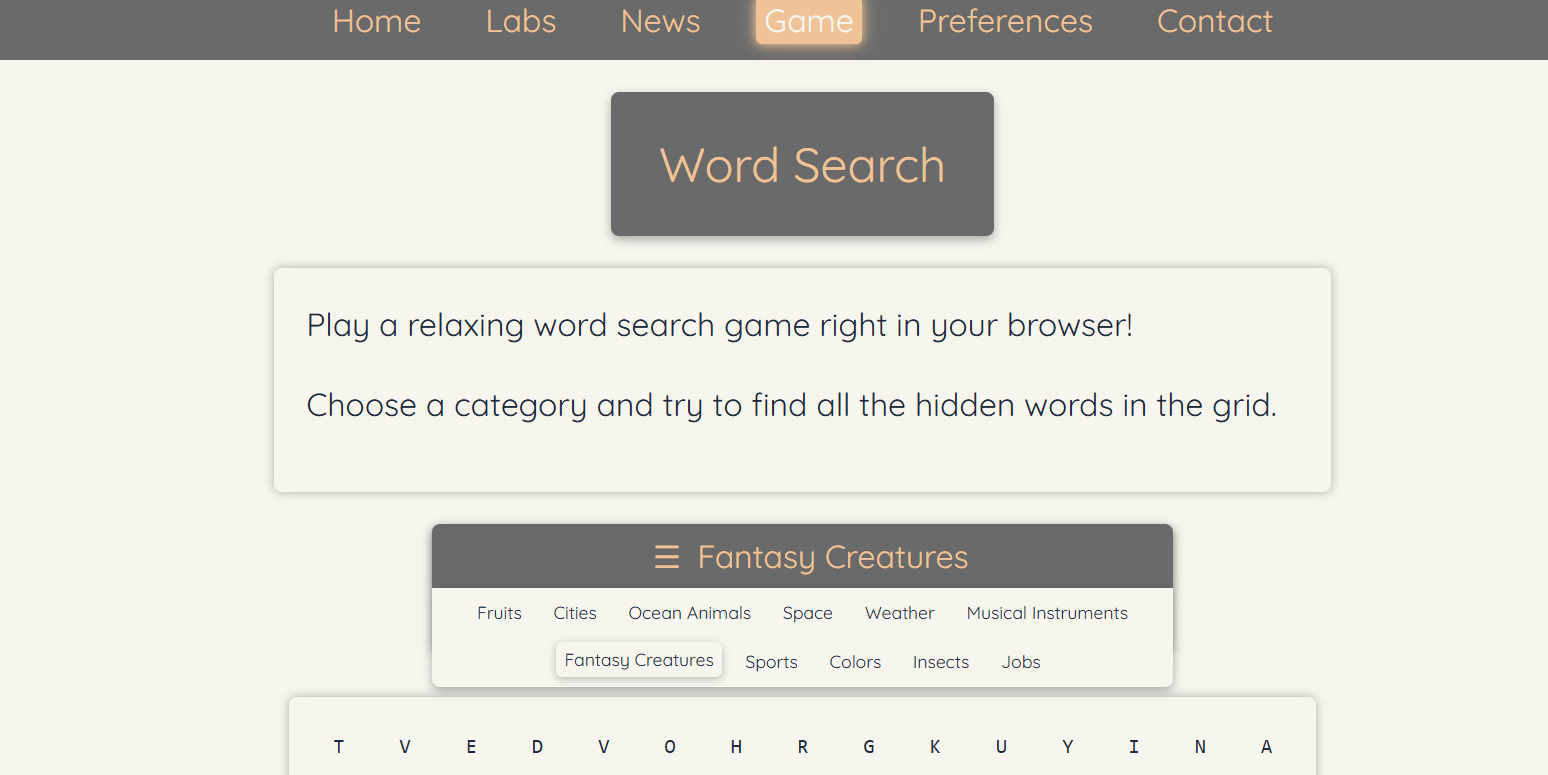 Home Labs News Game Preferences Contact
Word Search
Play a relaxing word search game right in your browser!
Choose a category and try to find all the hidden words in the grid.
☰ Fantasy Creatures
Fruits Cities Ocean Animals Space Weather Musical Instruments
Fantasy Creatures Sports Colors Insects Jobs
T V E D V O H R G K U Y I N A